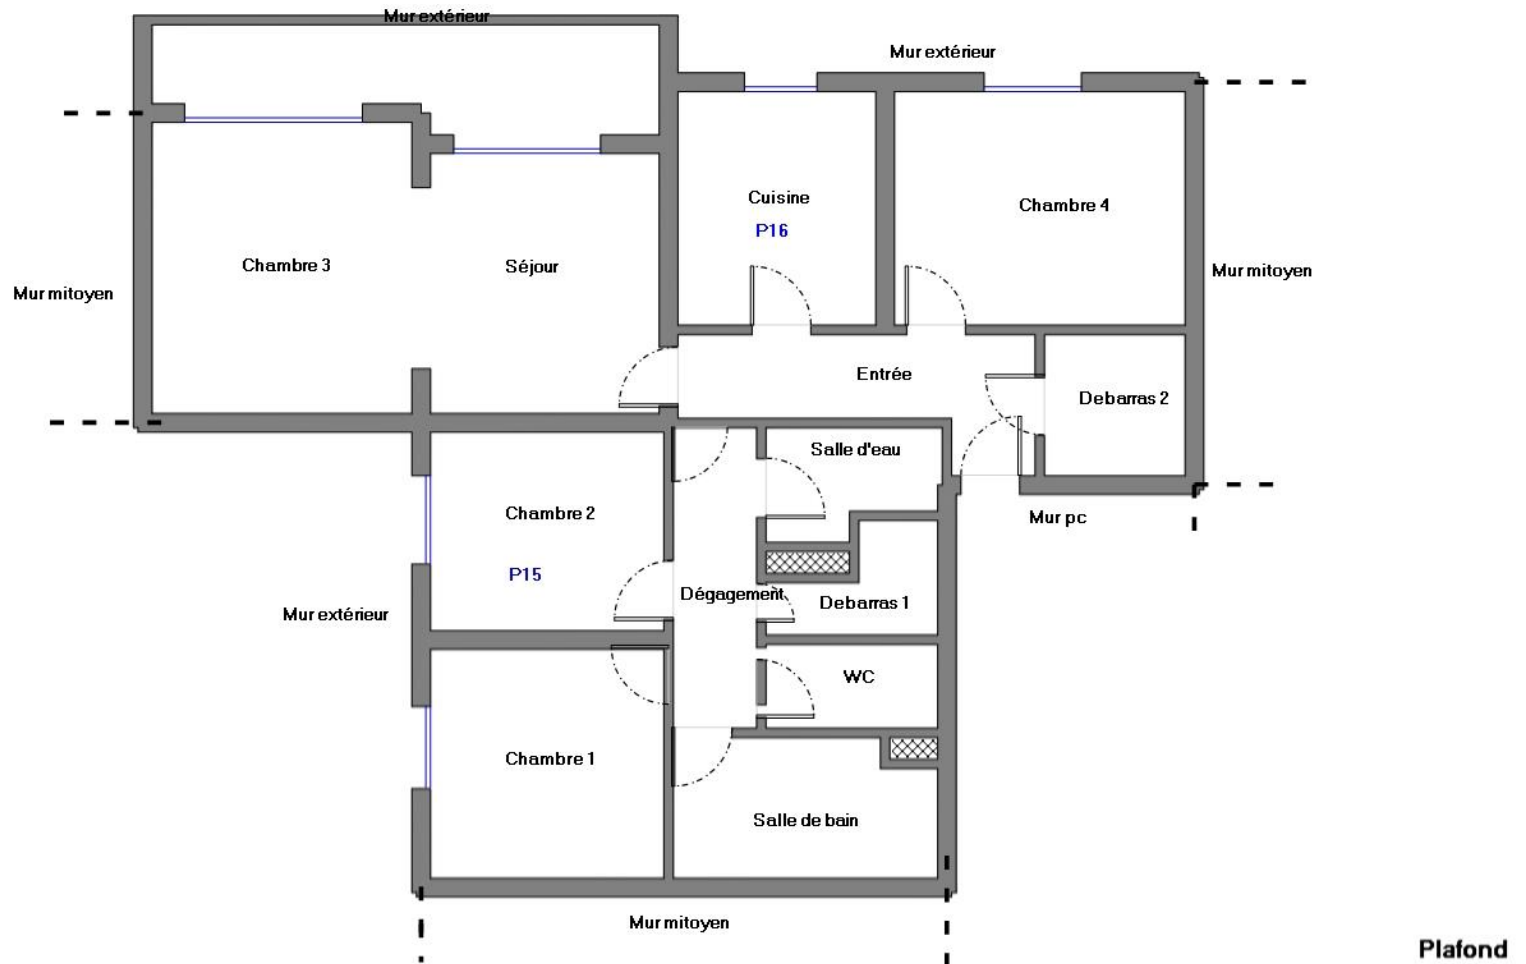 Mur extérieur
Mur extérieur
Cuisine
P16
Chambre 4
Chambre 3
Séjour
Mur mitoyen
Mur mitoyen
Entrée
Debarras 2
Salle d'eau
Chambre 2
Mur pc
P15
Dégagement
Debarras 1
Mur extérieur
WC
Chambre 1
Salle de bain
Mur mitoyen
Plafond